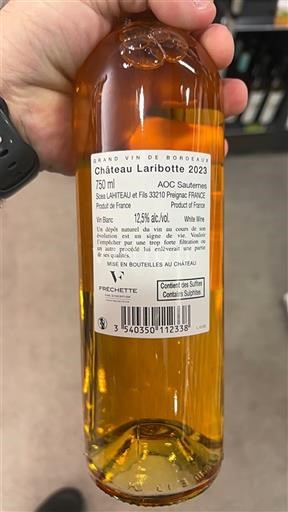 GRAND VIN DE BORDEAUX
Château Laribotte 2023
750 ml AOC Sauternes
Scea LAHITEAU et Fils 33210 Preignac FRANCE
Produit de France Product of France
Vin Blanc 12,5% alc./vol. White Wine
Un dépôt naturel du vin au cours de son
évolution est un signe de vie. Vouloir
l'empêcher par une trop forte filtration ou
un autre procédé lui enlèverait une partie
de ses qualités.
MISE EN BOUTEILLES AU CHÂTEAU
VF
FRECHETTE
Contient des Sulfites
Contains Sulphites
3 540350 112338